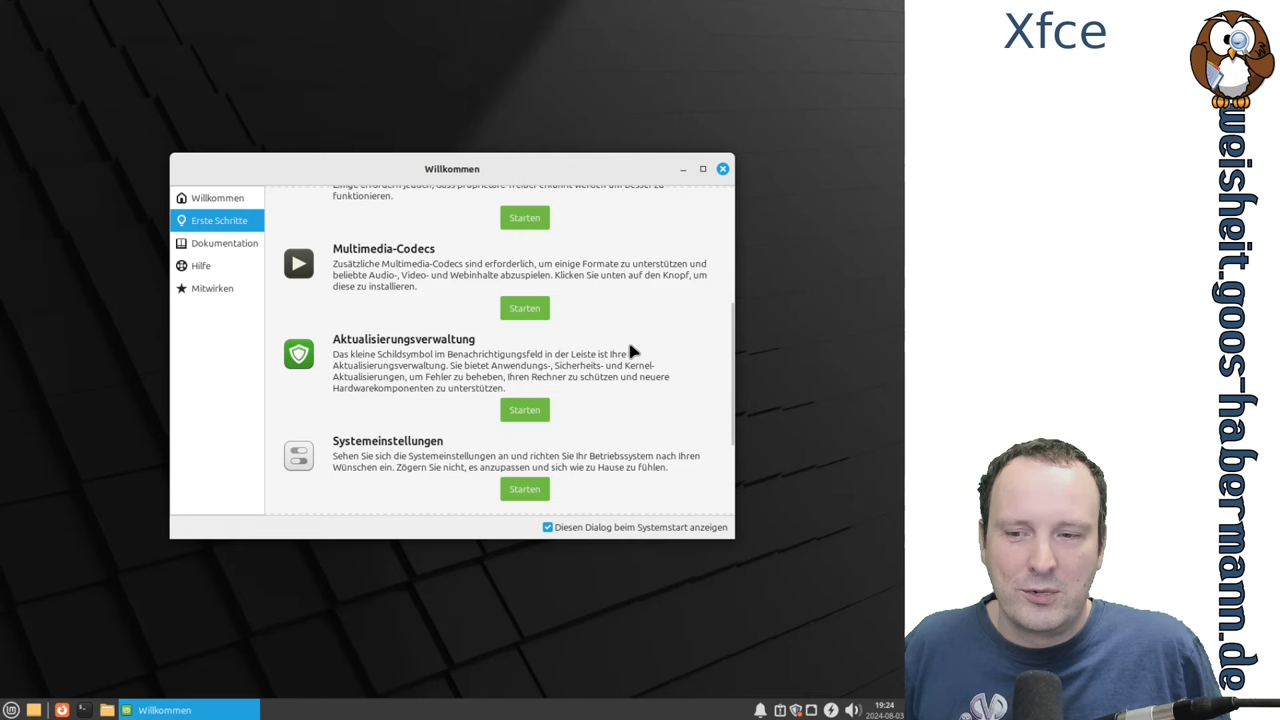 Xfce
Willkommen
Willkommen
Erste Schritte
Dokumentation
Hilfe
Mitwirken
funktionieren.
Starten
Multimedia-Codecs
Zusätzliche Multimedia-Codecs sind erforderlich, um einige Formate zu unterstützen und
beliebte Audio-, Video- und Webinhalte abzuspielen. Klicken Sie unten auf den Knopf, um
diese zu installieren.
Starten
Aktualisierungsverwaltung
Das kleine Schildsymbol im Benachrichtigungsfeld in der Leiste ist Ihre
Aktualisierungsverwaltung. Sie bietet Anwendungs-, Sicherheits- und Kernel-
Aktualisierungen, um Fehler zu beheben, Ihren Rechner zu schützen und neuere
Hardwarekomponenten zu unterstützen.
Starten
Systemeinstellungen
Sehen Sie sich die Systemeinstellungen an und richten Sie Ihr Betriebssystem nach Ihren
Wünschen ein. Zögern Sie nicht, es anzupassen und sich wie zu Hause zu fühlen.
Starten
Diesen Dialog beim Systemstart anzeigen
Willkommen
19:24
2024-08-03
weisheit.goos-habermann.de